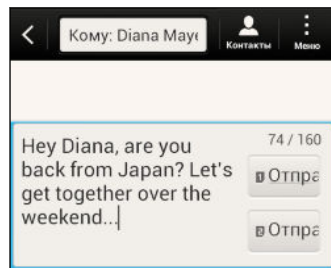 Кому: Diana Maye
Контакты
Меню
Hey Diana, are you
back from Japan? Let's
get together over the
weekend...
74 / 160
Отпра
Отпра